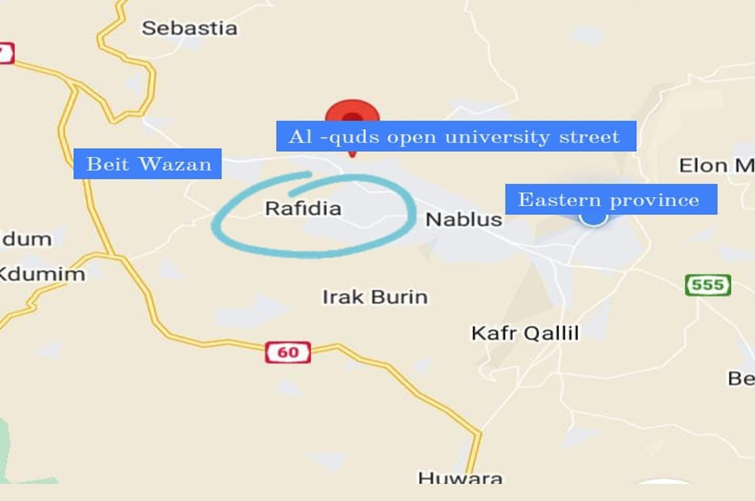 Sebastia
Al -quds open university street
Beit Wazan
Elon M
Eastern province
Rafidia
Nablus
dum
Kdumim
555
Irak Burin
Kafr Qallil
60
Be
Huwara